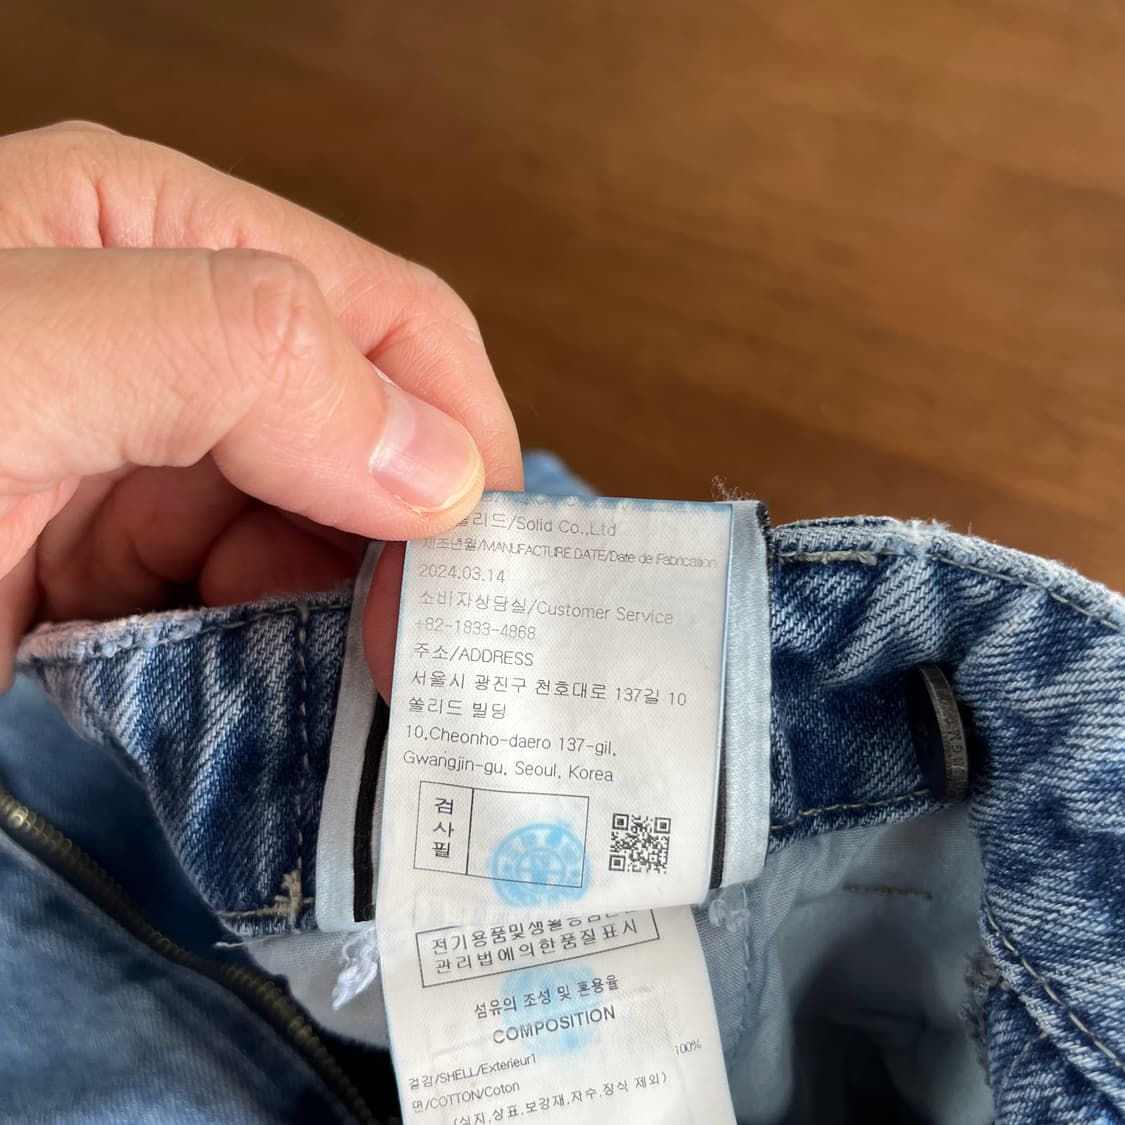 리드/Solid Co.,Ltd
제조년월/MANUFACTURE DATE/Date de Fabrication
2024.03.14
소비자상담실/Customer Service
+82-1833-4868
주소/ADDRESS
서울시 광진구 천호대로 137길 10
쏠리드 빌딩
10,Cheonho-daero 137-gil,
Gwangjin-gu, Seoul, Korea
검
사
필
전기용품및생활용품안전
관리법에의한품질표시
섬유의 조성 및 혼용율
COMPOSITION
겉감/SHELL/Exterieur1
면/COTTON/Coton 100%
(심지,상표,보강재,자수,장식 제외)